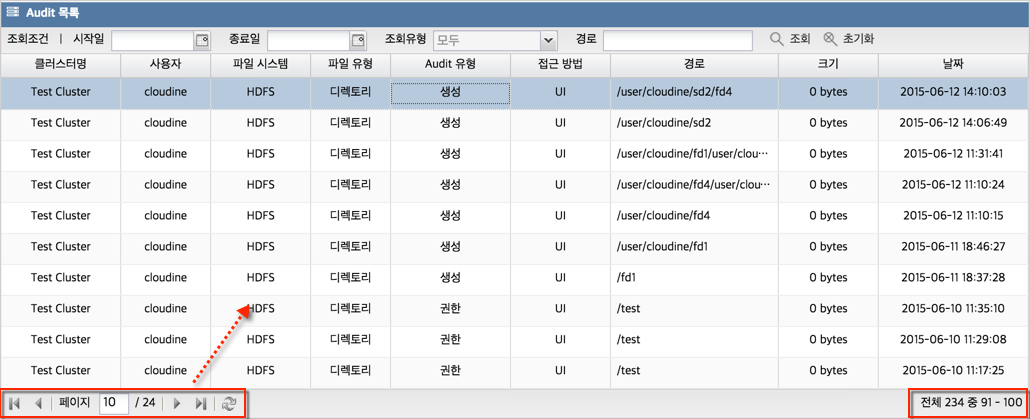 Audit 목록
조회조건 | 시작일 종료일 조회유형 모두 경로 조회 초기화
클러스터명 사용자 파일 시스템 파일 유형 Audit 유형 접근 방법 경로 크기 날짜
Test Cluster cloudine HDFS 디렉토리 생성 UI /user/cloudine/sd2/fd4 0 bytes 2015-06-12 14:10:03
Test Cluster cloudine HDFS 디렉토리 생성 UI /user/cloudine/sd2 0 bytes 2015-06-12 14:06:49
Test Cluster cloudine HDFS 디렉토리 생성 UI /user/cloudine/fd1/user/clou··· 0 bytes 2015-06-12 11:31:41
Test Cluster cloudine HDFS 디렉토리 생성 UI /user/cloudine/fd4/user/clou··· 0 bytes 2015-06-12 11:10:24
Test Cluster cloudine HDFS 디렉토리 생성 UI /user/cloudine/fd4 0 bytes 2015-06-12 11:10:15
Test Cluster cloudine HDFS 디렉토리 생성 UI /user/cloudine/fd1 0 bytes 2015-06-11 18:46:27
Test Cluster cloudine HDFS 디렉토리 생성 UI /fd1 0 bytes 2015-06-11 18:37:28
Test Cluster cloudine HDFS 디렉토리 권한 UI /test 0 bytes 2015-06-10 11:35:10
Test Cluster cloudine HDFS 디렉토리 권한 UI /test 0 bytes 2015-06-10 11:29:08
Test Cluster cloudine HDFS 디렉토리 권한 UI /test 0 bytes 2015-06-10 11:17:25
페이지 10 / 24 전체 234 중 91 - 100